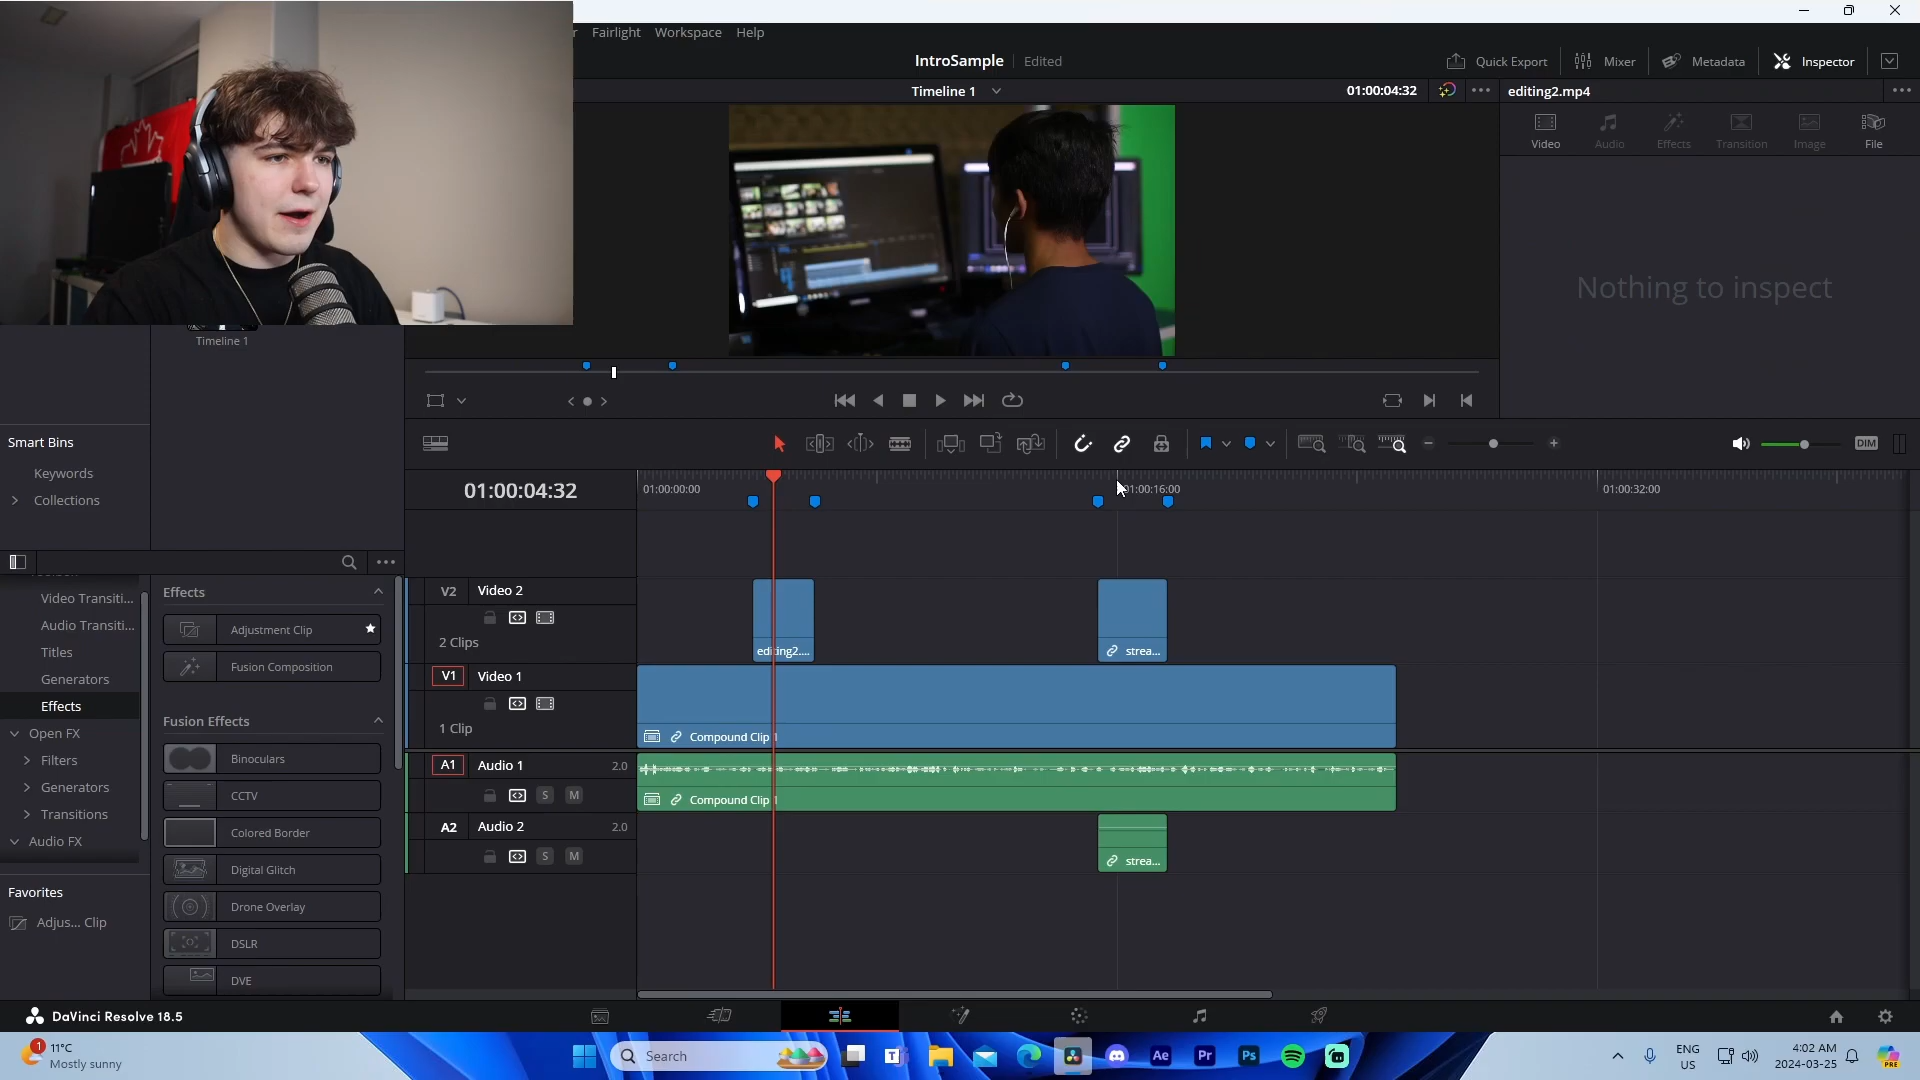 Fairlight Workspace Help
IntroSample Edited
Quick Export Mixer Metadata Inspector
Timeline 1 01:00:04:32 editing2.mp4
Video Audio Effects Transition Image File
Nothing to inspect
Timeline 1
Smart Bins
Keywords
Collections
DIM
01:00:04:32 01:00:00:00 01:00:16:00 01:00:32:00
Video Transiti...
Audio Transiti...
Titles
Generators
Effects
Open FX
Filters
Generators
Transitions
Audio FX
Favorites
Adjus... Clip
Effects
Adjustment Clip
Fusion Composition
Fusion Effects
Binoculars
CCTV
Colored Border
Digital Glitch
Drone Overlay
DSLR
DVE
V2 Video 2
2 Clips
editing2.... strea...
V1 Video 1
1 Clip
Compound Clip 1
A1 Audio 1 2.0
S M
Compound Clip 1
A2 Audio 2 2.0
S M
strea...
DaVinci Resolve 18.5
1 11°C
Mostly sunny
Search
Ae Pr Ps
ENG
US
4:02 AM
2024-03-25
PRE